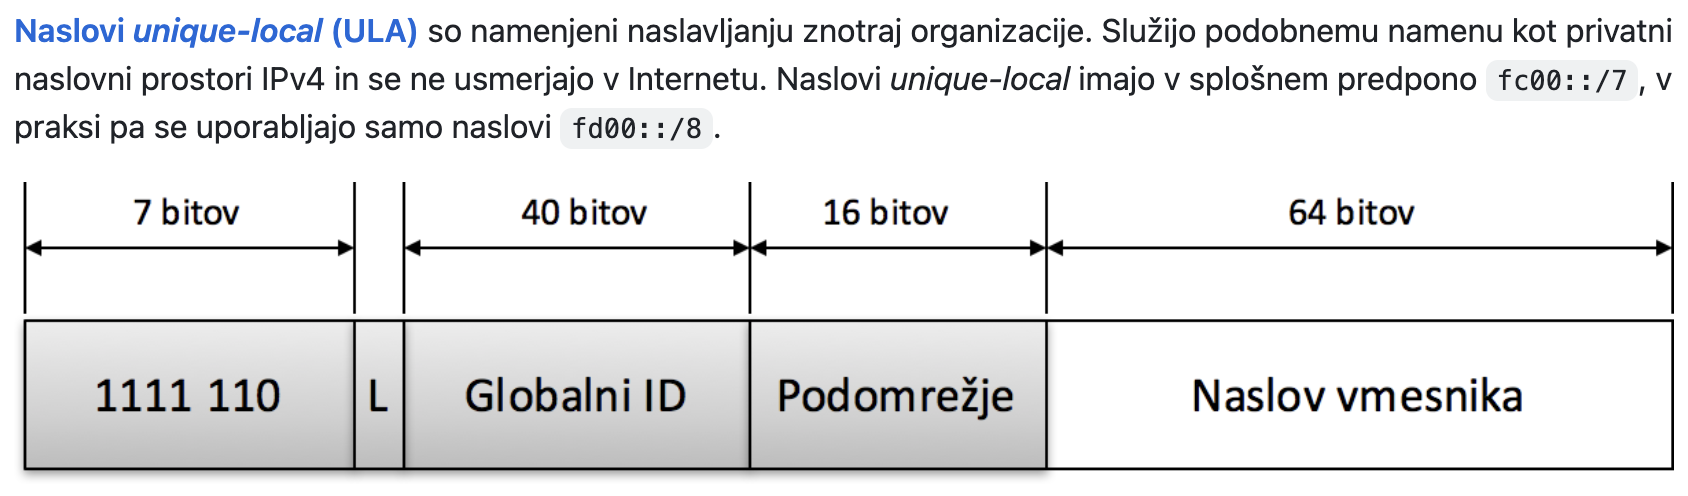 Naslovi unique-local (ULA) so namenjeni naslavljanju znotraj organizacije. Služijo podobnemu namenu kot privatni
naslovni prostori IPv4 in se ne usmerjajo v Internetu. Naslovi unique-local imajo v splošnem predpono fc00::/7, v
praksi pa se uporabljajo samo naslovi fd00::/8.
7 bitov 40 bitov 16 bitov 64 bitov
1111 110 L Globalni ID Podomrežje Naslov vmesnika